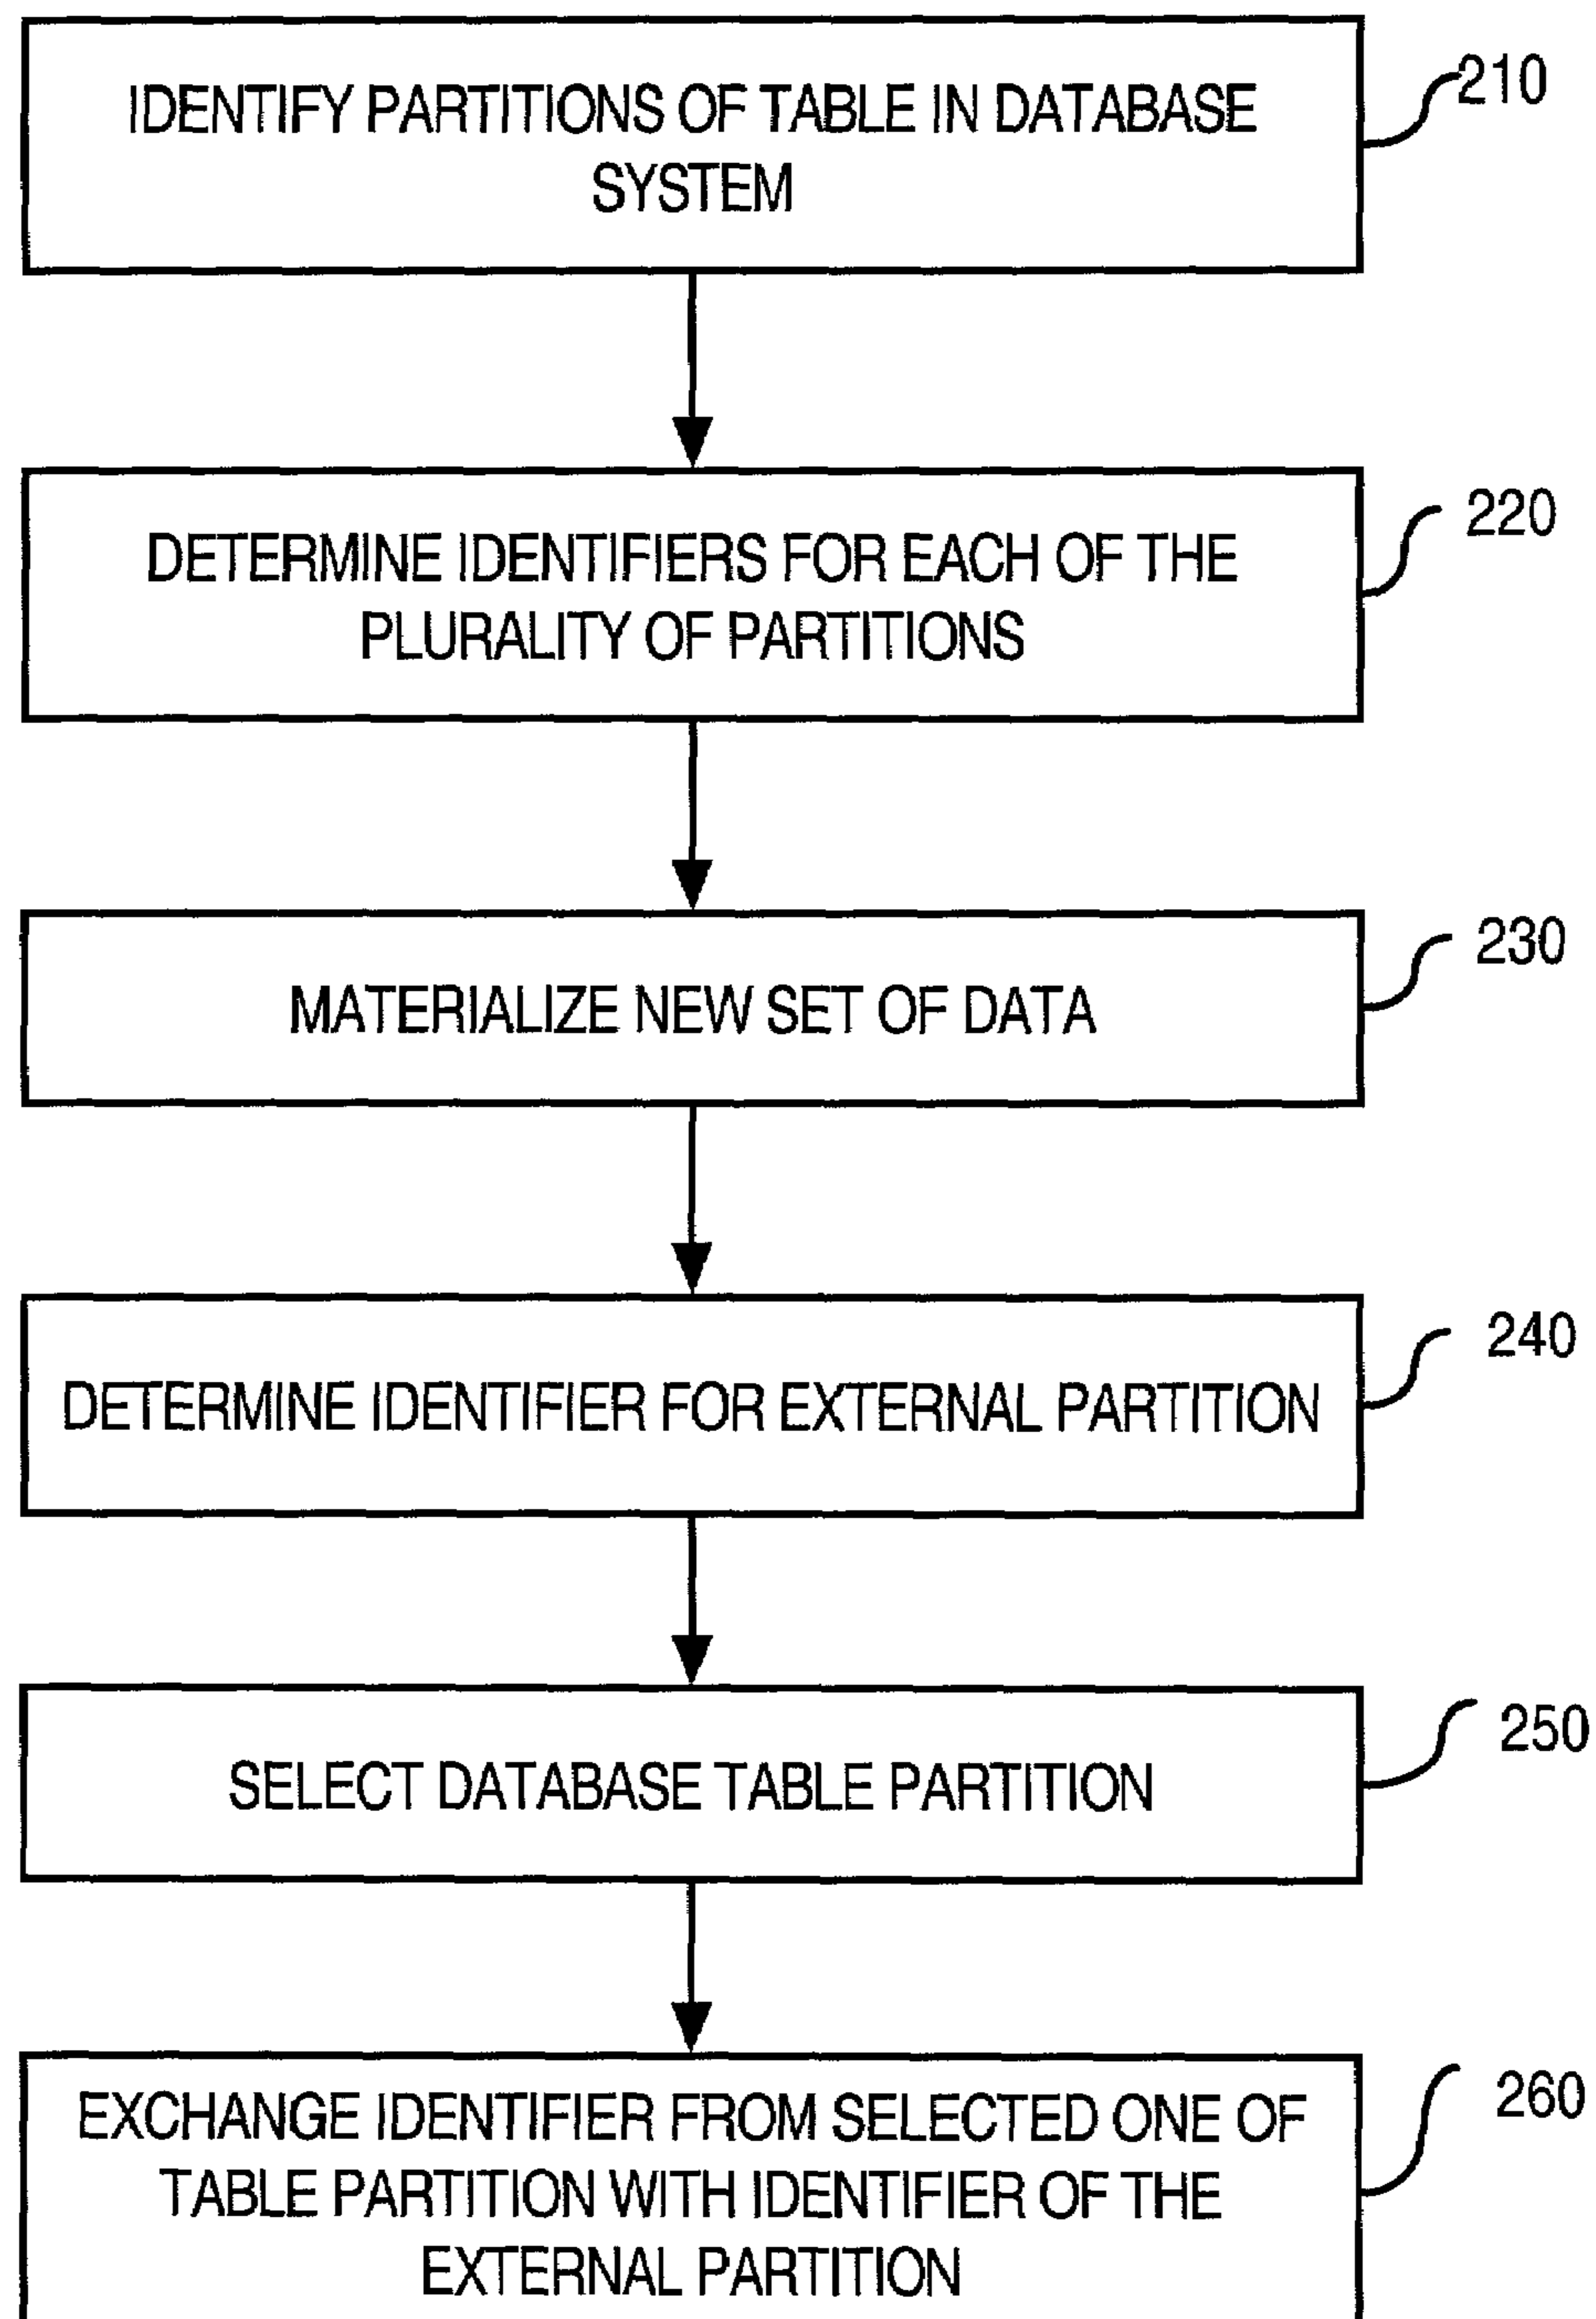 IDENTIFY PARTITIONS OF TABLE IN DATABASE
SYSTEM
210
DETERMINE IDENTIFIERS FOR EACH OF THE
PLURALITY OF PARTITIONS
220
MATERIALIZE NEW SET OF DATA
230
DETERMINE IDENTIFIER FOR EXTERNAL PARTITION
240
SELECT DATABASE TABLE PARTITION
250
EXCHANGE IDENTIFIER FROM SELECTED ONE OF
TABLE PARTITION WITH IDENTIFIER OF THE
EXTERNAL PARTITION
260